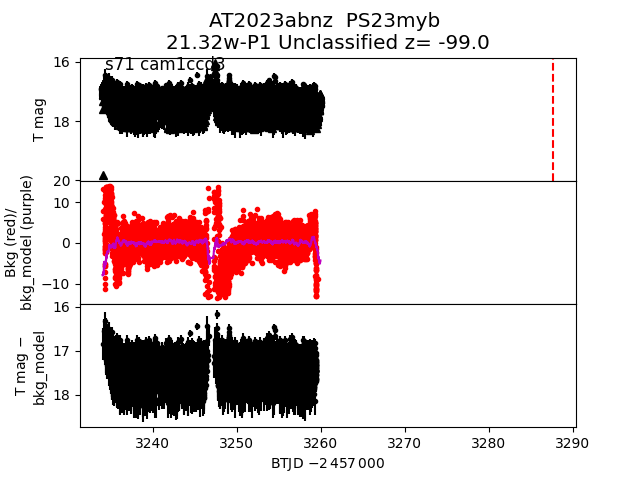 AT2023abnz  PS23myb
21.32w-P1 Unclassified z= -99.0
s71 cam1ccd3
16
18
20
T mag
10
0
−10
Bkg (red)/
bkg_model (purple)
16
17
18
T mag −
bkg_model
3240
3250
3260
3270
3280
3290
BTJD −2 457 000